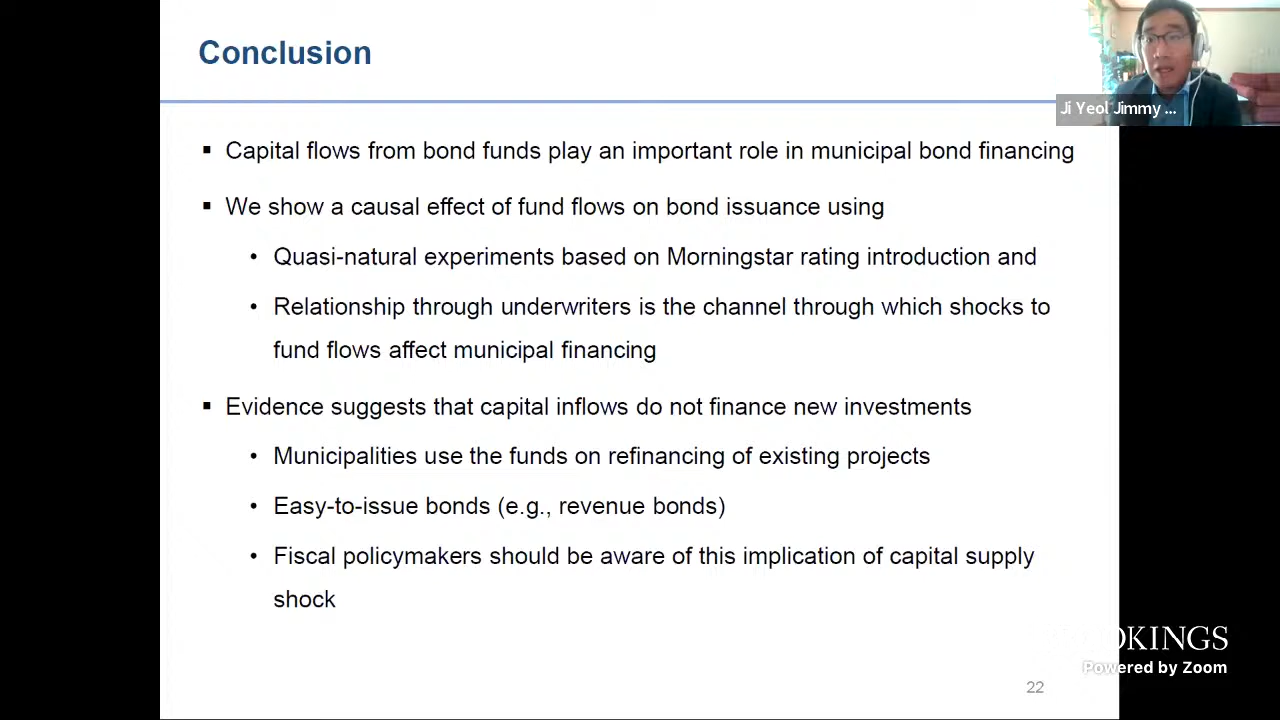 Conclusion
Ji Yeol Jimmy ...
▪ Capital flows from bond funds play an important role in municipal bond financing
▪ We show a causal effect of fund flows on bond issuance using
• Quasi-natural experiments based on Morningstar rating introduction and
• Relationship through underwriters is the channel through which shocks to
fund flows affect municipal financing
▪ Evidence suggests that capital inflows do not finance new investments
• Municipalities use the funds on refinancing of existing projects
• Easy-to-issue bonds (e.g., revenue bonds)
• Fiscal policymakers should be aware of this implication of capital supply
shock
Powered by Zoom
22